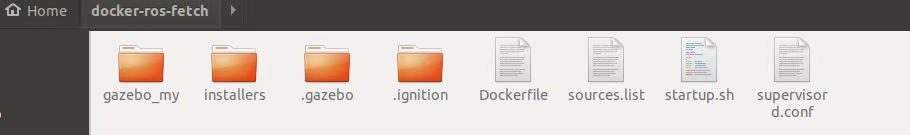 Home
docker-ros-fetch
gazebo_my
installers
.gazebo
.ignition
Dockerfile
sources.list
startup.sh
supervisor
d.conf